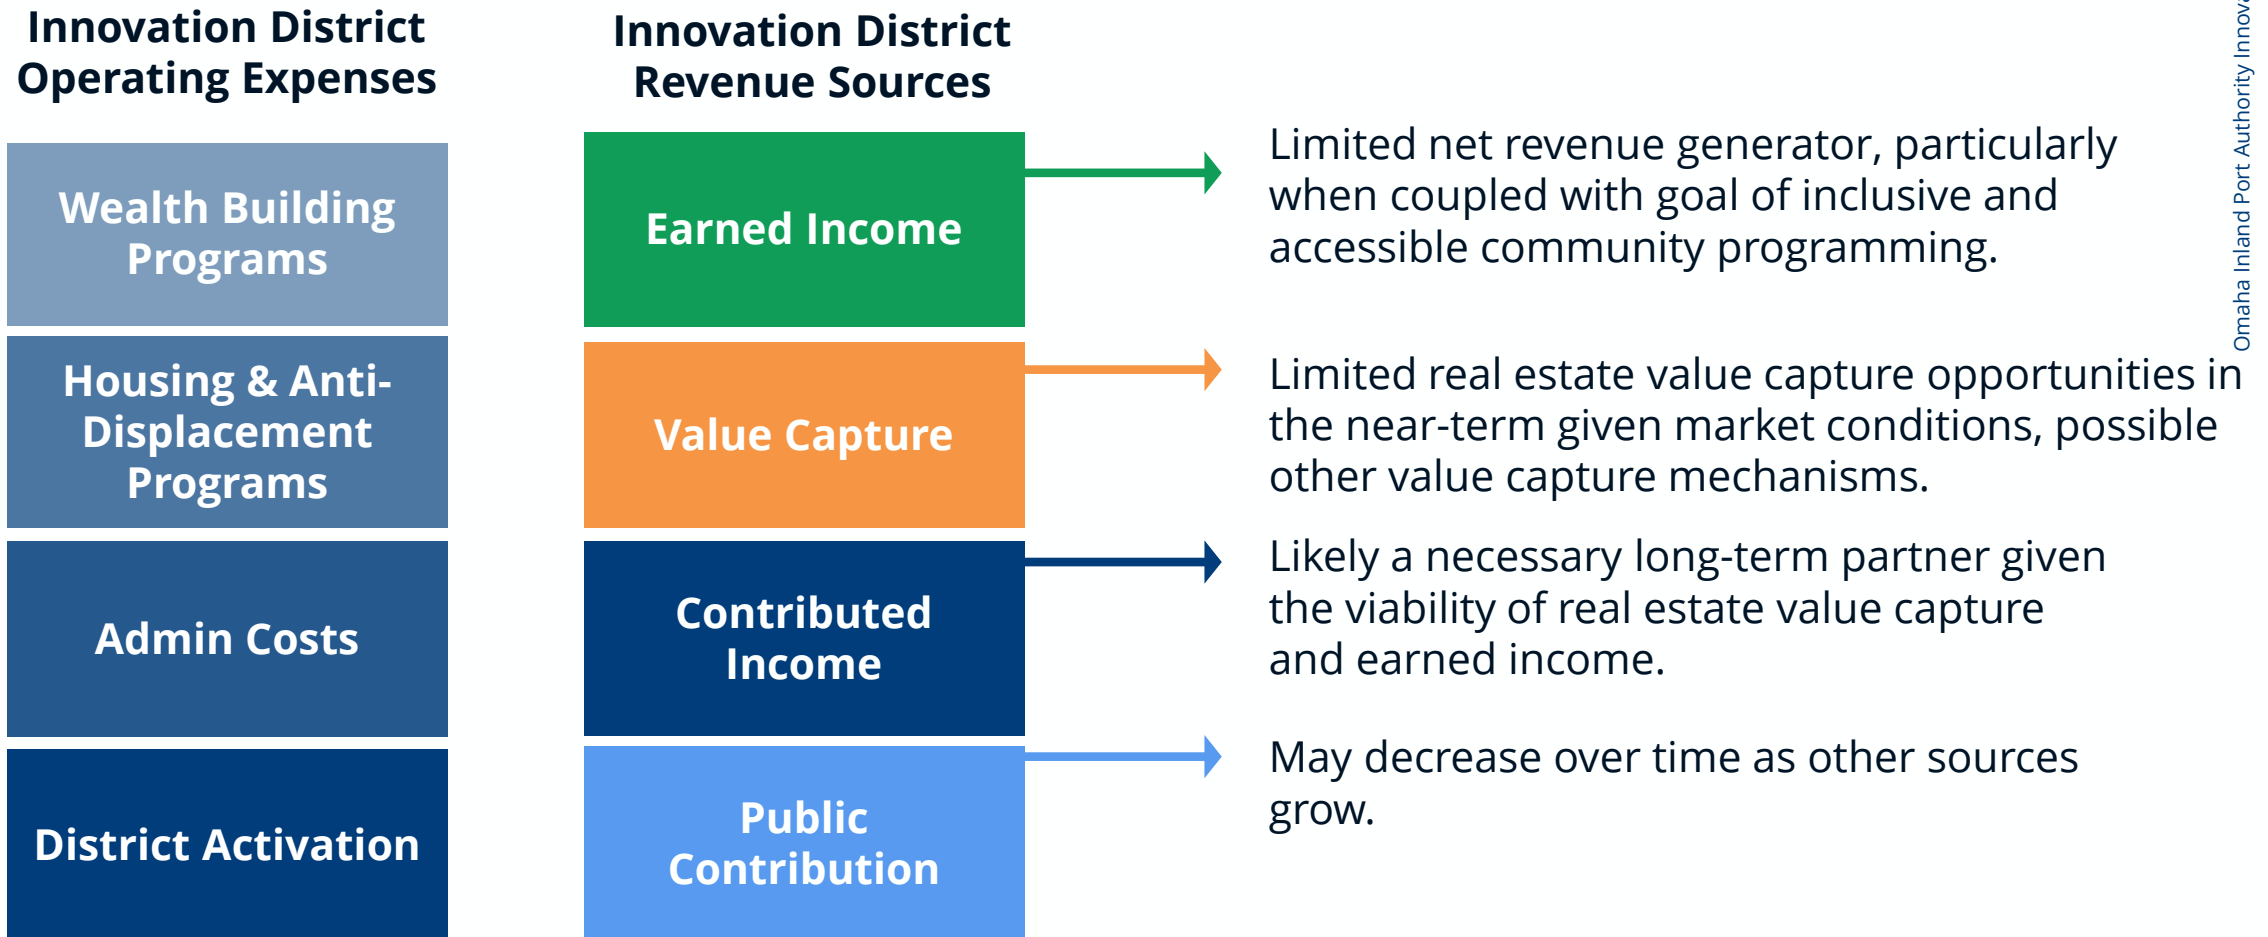 Innovation District
Operating Expenses
Wealth Building
Programs
Housing & Anti-
Displacement
Programs
Admin Costs
District Activation
Innovation District
Revenue Sources
Earned Income
Value Capture
Contributed
Income
Public
Contribution
Limited net revenue generator, particularly
when coupled with goal of inclusive and
accessible community programming.
Limited real estate value capture opportunities in
the near-term given market conditions, possible
other value capture mechanisms.
Likely a necessary long-term partner given
the viability of real estate value capture
and earned income.
May decrease over time as other sources
grow.
Omaha Inland Port Authority